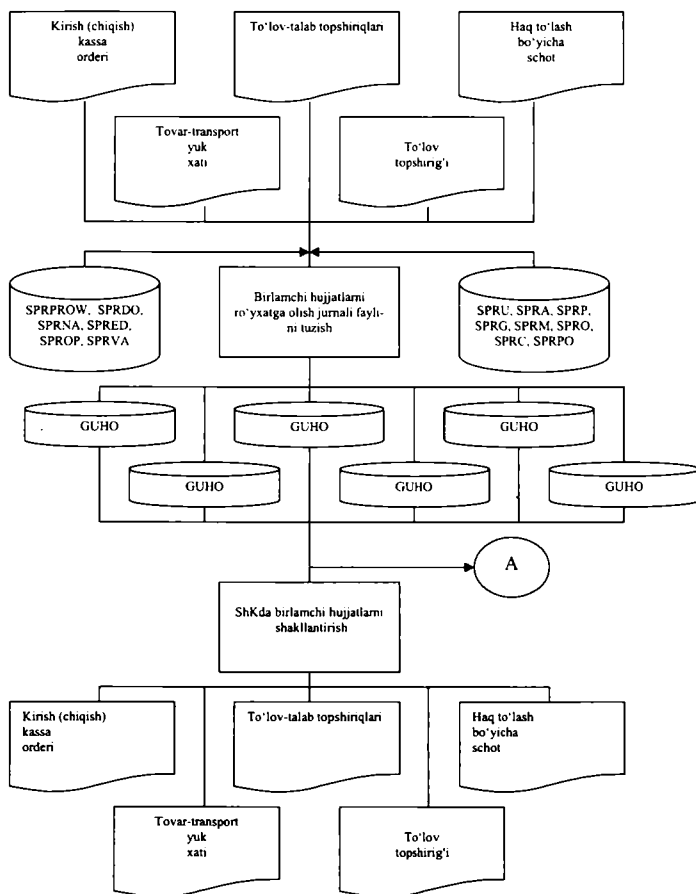 Kirish (chiqish)
kassa
orderi
To‘lov-talab topshiriqlari
Haq to‘lash
bo‘yicha
schot
Tovar-transport
yuk
xati
To‘lov
topshirig‘i
SPRPROW, SPRDO,
SPRNA, SPRED,
SPROP, SPRVA
Birlamchi hujjatlarni
ro‘yxatga olish jurnali fayli-
ni tuzish
SPRU, SPRA, SPRP,
SPRG, SPRM, SPRO,
SPRC, SPRPO
GUHO
GUHO
GUHO
GUHO
GUHO
GUHO
A
ShKda birlamchi hujjatlarni
shakllantirish
Kirish (chiqish)
kassa
orderi
To‘lov-talab topshiriqlari
Haq to‘lash
bo‘yicha
schot
Tovar-transport
yuk
xati
To‘lov
topshirig‘i